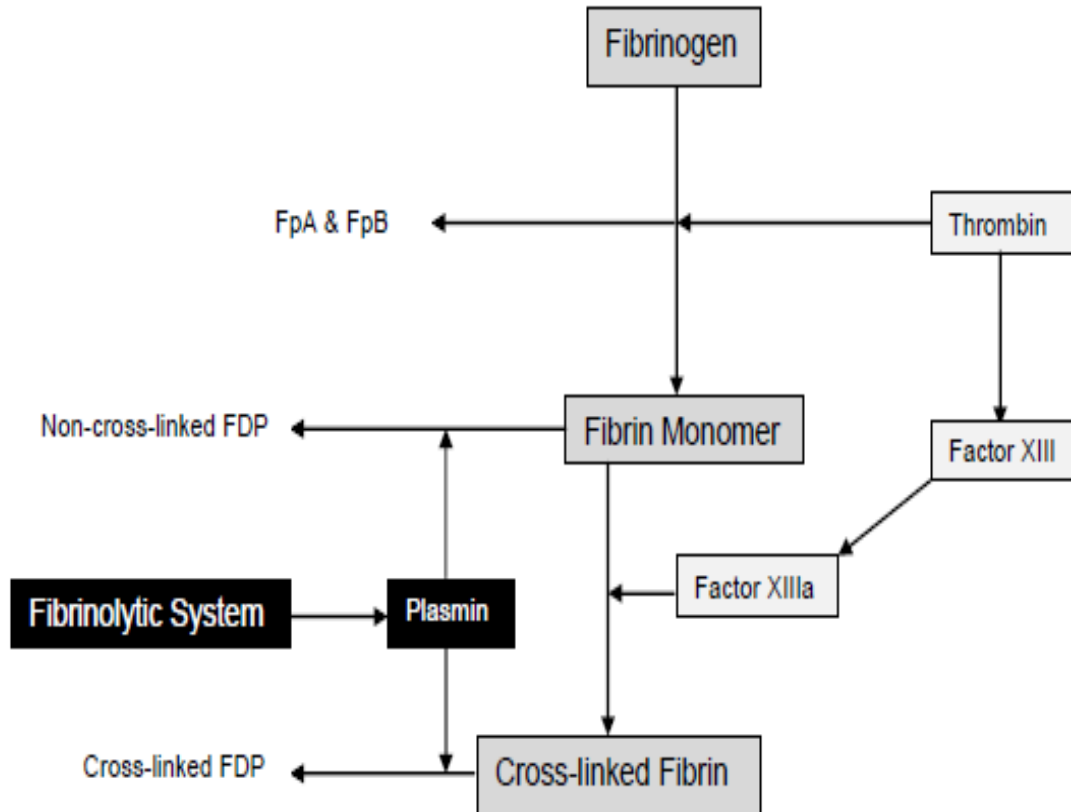 Fibrinogen
FpA & FpB
Thrombin
Non-cross-linked FDP
Fibrin Monomer
Factor XIII
Fibrinolytic System
Plasmin
Factor XIIIa
Cross-linked FDP
Cross-linked Fibrin